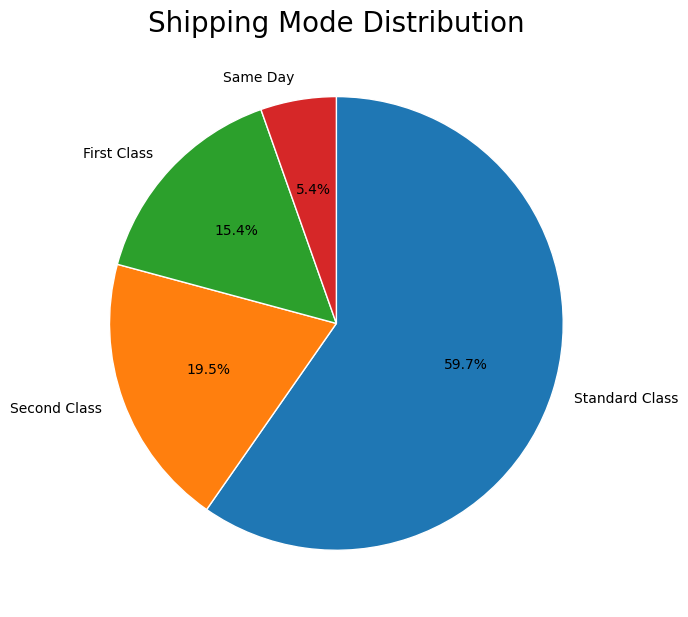 Shipping Mode Distribution
Same Day
First Class
5.4%
15.4%
59.7%
19.5%
Standard Class
Second Class